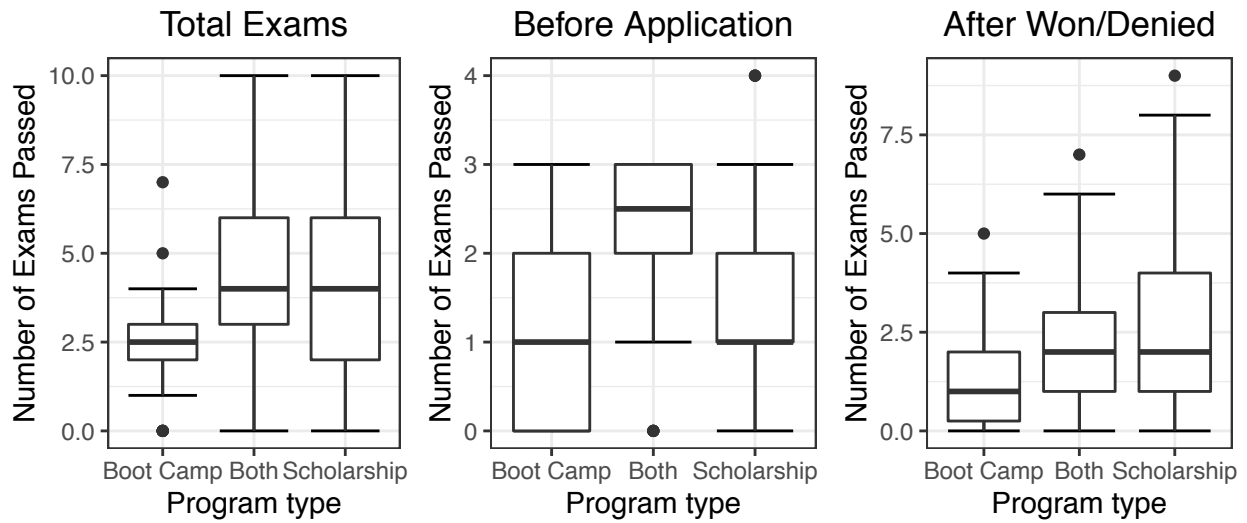 Total Exams
Number of Exams Passed
10.0
7.5
5.0
2.5
0.0
Boot Camp Both Scholarship
Program type
Before Application
Number of Exams Passed
4
3
2
1
0
Boot Camp Both Scholarship
Program type
After Won/Denied
Number of Exams Passed
7.5
5.0
2.5
0.0
Boot Camp Both Scholarship
Program type